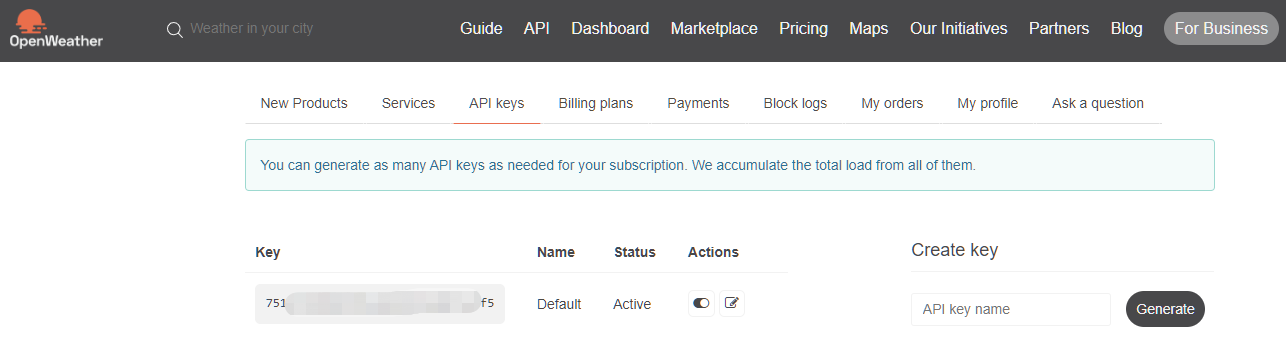 OpenWeather
Weather in your city
Guide API Dashboard Marketplace Pricing Maps Our Initiatives Partners Blog For Business
New Products Services API keys Billing plans Payments Block logs My orders My profile Ask a question
You can generate as many API keys as needed for your subscription. We accumulate the total load from all of them.
Key Name Status Actions
751 f5 Default Active
Create key
API key name Generate